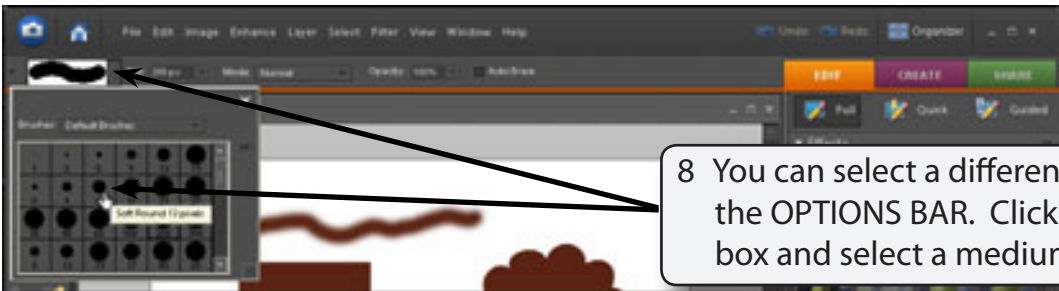 File Edit Image Enhance Layer Select Filter View Window Help Undo Redo Organizer
Mode: Normal Opacity: 100% Auto Erase EDIT CREATE SHARE
Full Quick Guided
Brushes: Default Brushes
Effects
Soft Round 13 pixels
8 You can select a differen
the OPTIONS BAR. Click
box and select a medium